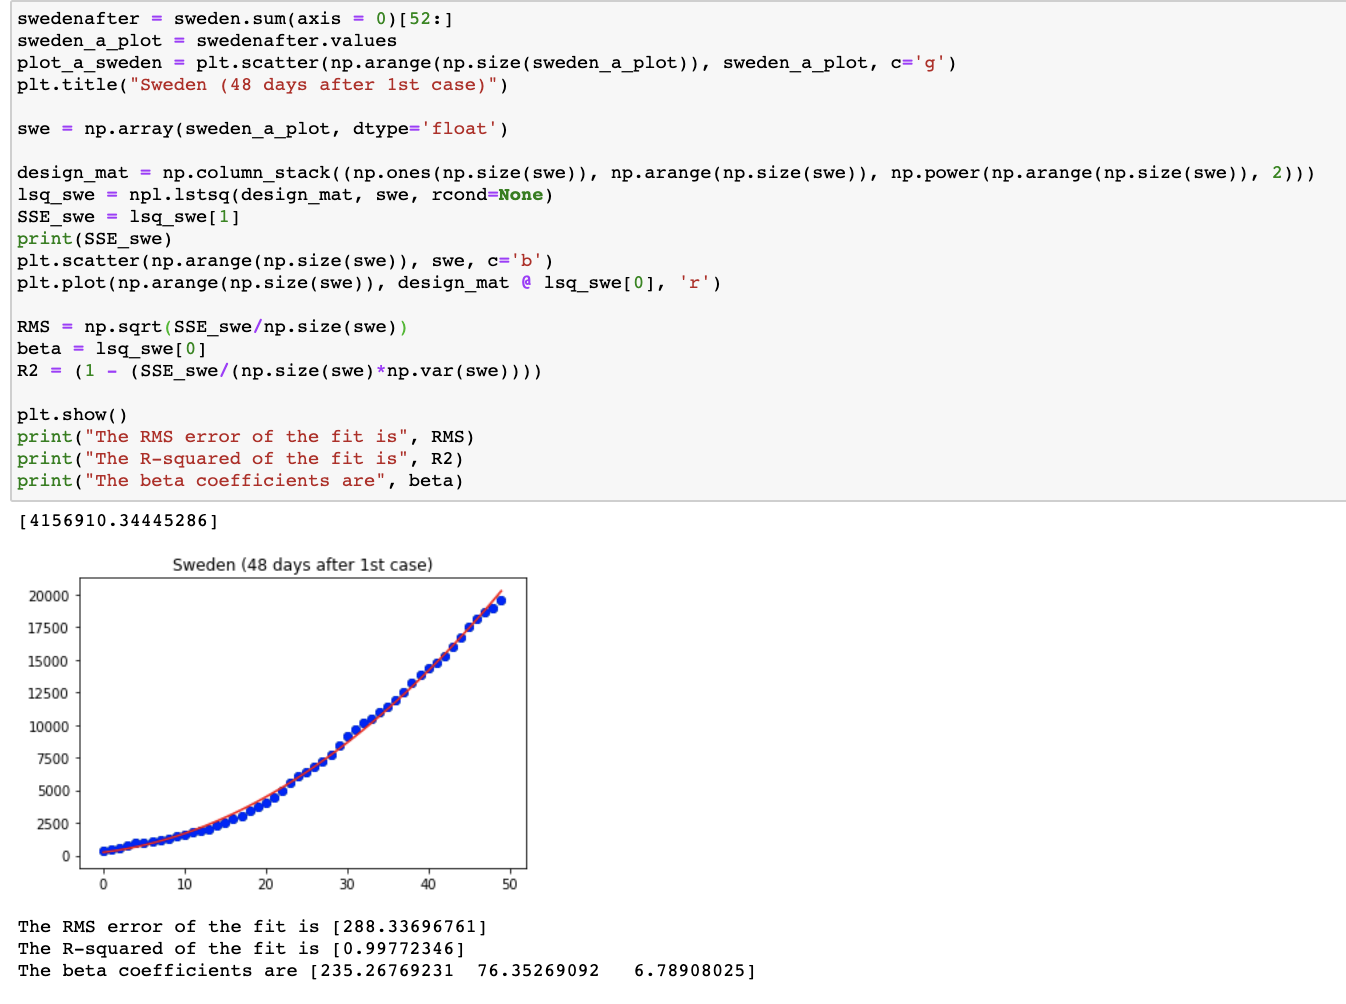 swedenafter = sweden.sum(axis = 0)[52:]
sweden_a_plot = swedenafter.values
plot_a_sweden = plt.scatter(np.arange(np.size(sweden_a_plot)), sweden_a_plot, c='g')
plt.title("Sweden (48 days after 1st case)")
swe = np.array(sweden_a_plot, dtype='float')
design_mat = np.column_stack((np.ones(np.size(swe)), np.arange(np.size(swe)), np.power(np.arange(np.size(swe)), 2)))
lsq_swe = npl.lstsq(design_mat, swe, rcond=None)
SSE_swe = lsq_swe[1]
print(SSE_swe)
plt.scatter(np.arange(np.size(swe)), swe, c='b')
plt.plot(np.arange(np.size(swe)), design_mat @ lsq_swe[0], 'r')
RMS = np.sqrt(SSE_swe/np.size(swe))
beta = lsq_swe[0]
R2 = (1 - (SSE_swe/(np.size(swe)*np.var(swe))))
plt.show()
print("The RMS error of the fit is", RMS)
print("The R-squared of the fit is", R2)
print("The beta coefficients are", beta)
[4156910.34445286]
Sweden (48 days after 1st case)
20000
17500
15000
12500
10000
7500
5000
2500
0
0 10 20 30 40 50
The RMS error of the fit is [288.33696761]
The R-squared of the fit is [0.99772346]
The beta coefficients are [235.26769231  76.35269092   6.78908025]